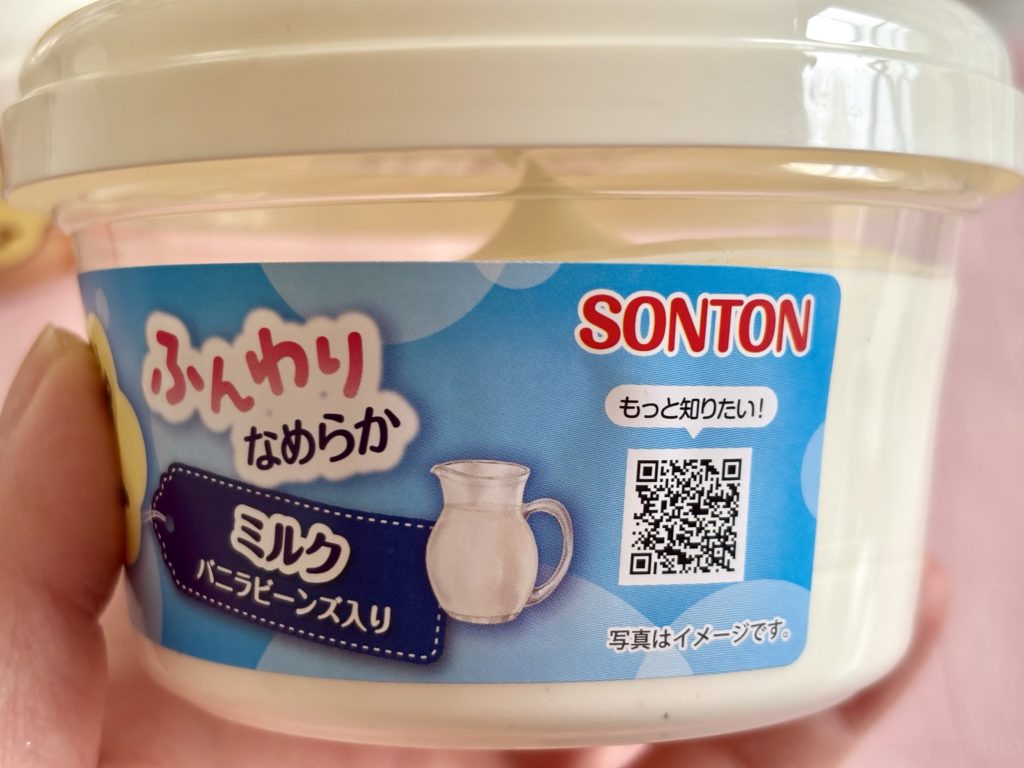 SONTON
ふんわり
なめらか
もっと知りたい!
ミルク
バニラビーンズ入り
写真はイメージです。